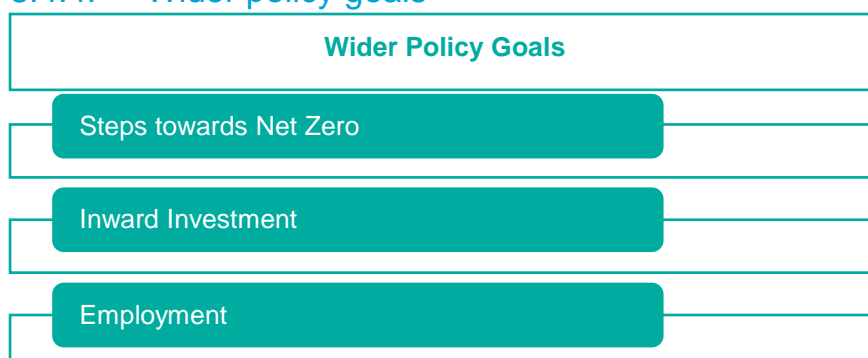 Wider policy goals
Wider Policy Goals
Steps towards Net Zero
Inward Investment
Employment